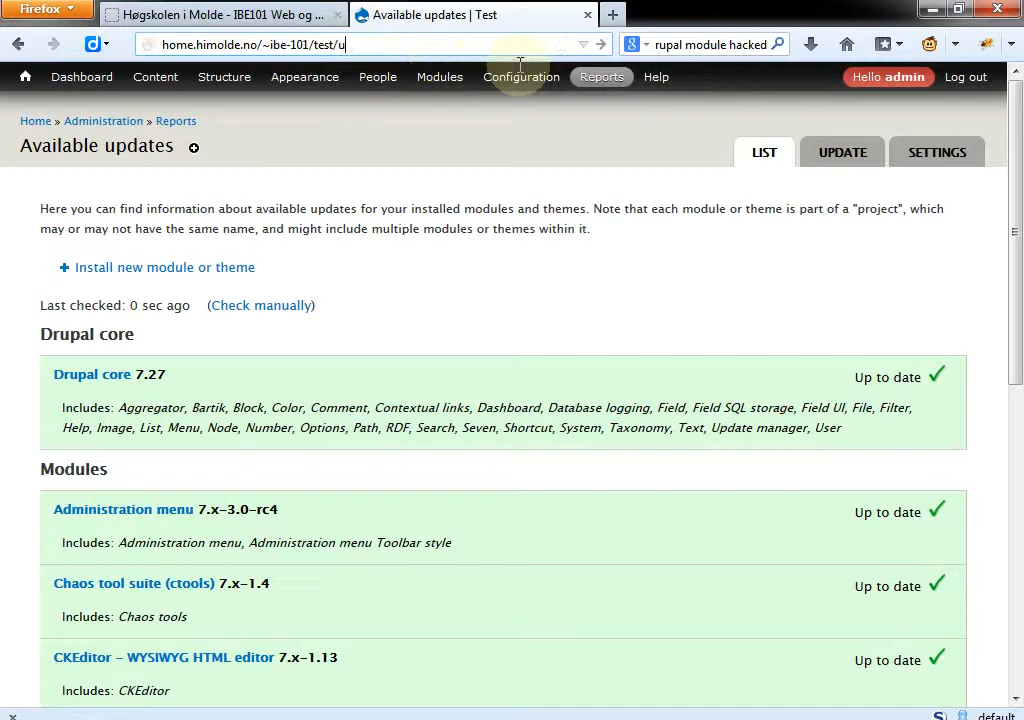 Firefox
Høgskolen i Molde - IBE101 Web og ...
Available updates | Test
home.himolde.no/~ibe-101/test/u
rupal module hacked
Dashboard Content Structure Appearance People Modules Configuration Reports Help Hello admin Log out
Home » Administration » Reports
Available updates
LIST UPDATE SETTINGS
Here you can find information about available updates for your installed modules and themes. Note that each module or theme is part of a "project", which
may or may not have the same name, and might include multiple modules or themes within it.
Install new module or theme
Last checked: 0 sec ago (Check manually)
Drupal core
Drupal core 7.27
Up to date
Includes: Aggregator, Bartik, Block, Color, Comment, Contextual links, Dashboard, Database logging, Field, Field SQL storage, Field UI, File, Filter,
Help, Image, List, Menu, Node, Number, Options, Path, RDF, Search, Seven, Shortcut, System, Taxonomy, Text, Update manager, User
Modules
Administration menu 7.x-3.0-rc4
Up to date
Includes: Administration menu, Administration menu Toolbar style
Chaos tool suite (ctools) 7.x-1.4
Up to date
Includes: Chaos tools
CKEditor - WYSIWYG HTML editor 7.x-1.13
Up to date
Includes: CKEditor
default